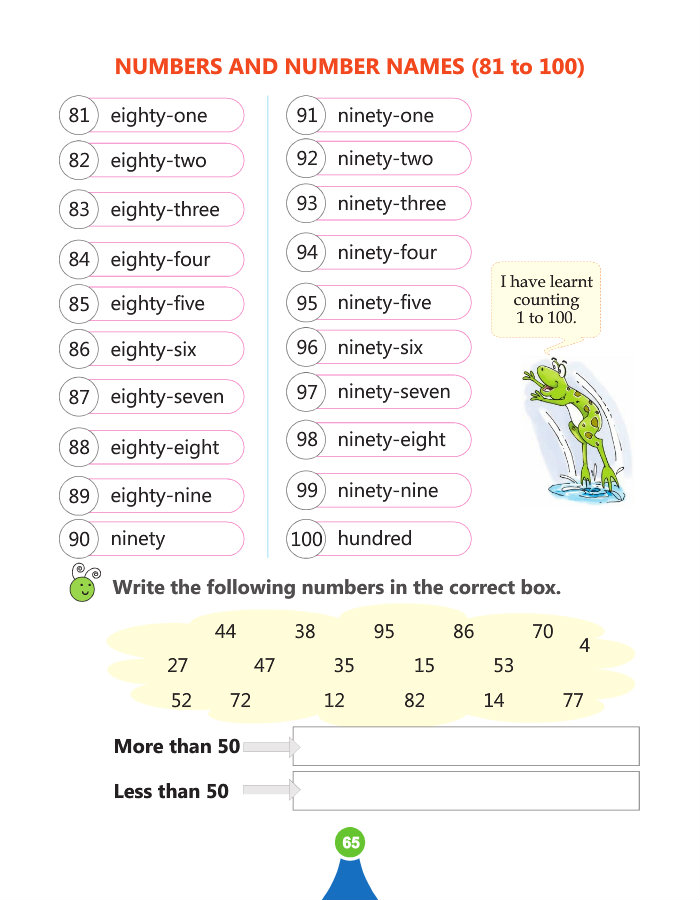 NUMBERS AND NUMBER NAMES (81 to 100)
81 eighty-one
82 eighty-two
83 eighty-three
84 eighty-four
85 eighty-five
86 eighty-six
87 eighty-seven
88 eighty-eight
89 eighty-nine
90 ninety
91 ninety-one
92 ninety-two
93 ninety-three
94 ninety-four
95 ninety-five
96 ninety-six
97 ninety-seven
98 ninety-eight
99 ninety-nine
100 hundred
I have learnt
counting
1 to 100.
Write the following numbers in the correct box.
44 38 95 86 70 4
27 47 35 15 53
52 72 12 82 14 77
More than 50
Less than 50
65